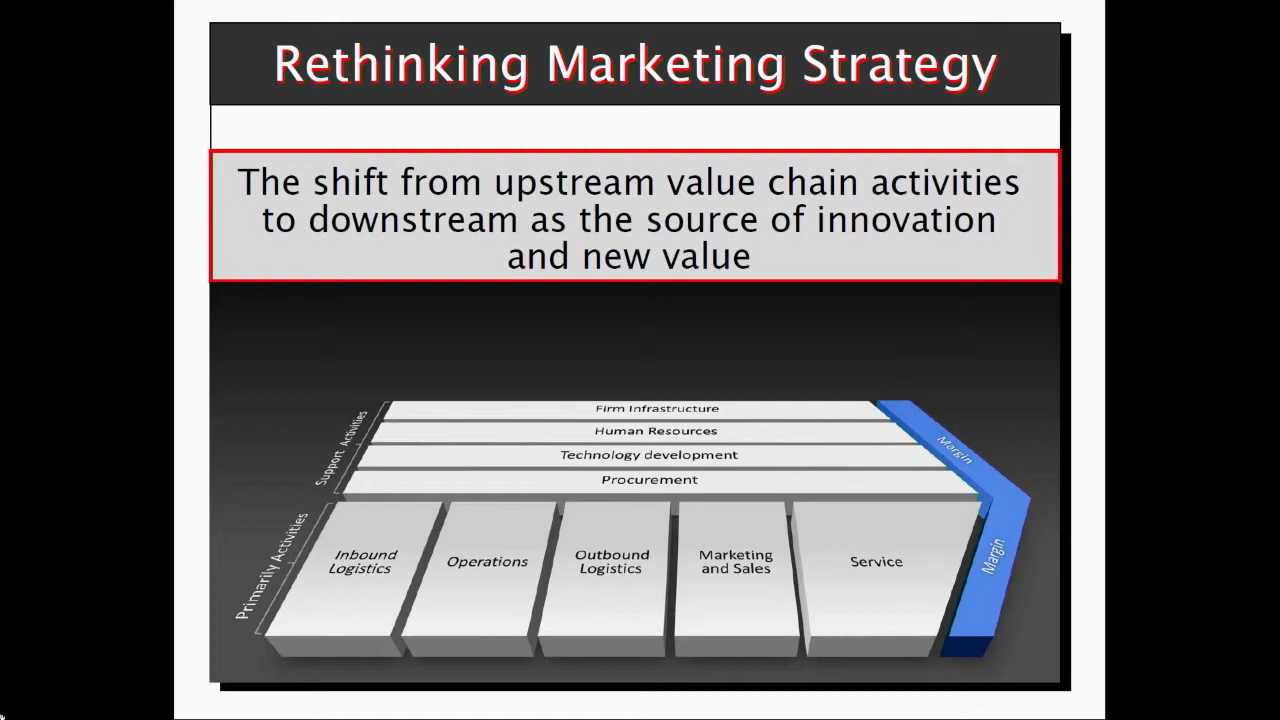 Rethinking Marketing Strategy
The shift from upstream value chain activities
to downstream as the source of innovation
and new value
Support Activities
Firm Infrastructure
Human Resources
Technology development
Procurement
Margin
Primarily Activities
Inbound
Logistics
Operations
Outbound
Logistics
Marketing
and Sales
Service
Margin